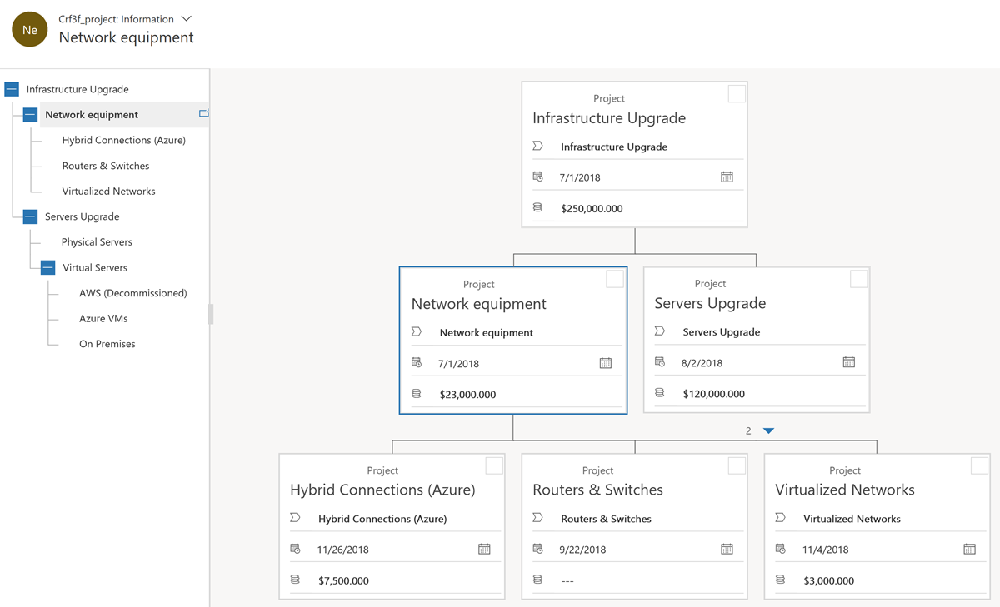 Ne
Crf3f_project: Information
Network equipment
Infrastructure Upgrade
Network equipment
Hybrid Connections (Azure)
Routers & Switches
Virtualized Networks
Servers Upgrade
Physical Servers
Virtual Servers
AWS (Decommissioned)
Azure VMs
On Premises
Project
Infrastructure Upgrade
Infrastructure Upgrade
7/1/2018
$250,000.000
Project
Network equipment
Network equipment
7/1/2018
$23,000.000
Project
Servers Upgrade
Servers Upgrade
8/2/2018
$120,000.000
2
Project
Hybrid Connections (Azure)
Hybrid Connections (Azure)
11/26/2018
$7,500.000
Project
Routers & Switches
Routers & Switches
9/22/2018
---
Project
Virtualized Networks
Virtualized Networks
11/4/2018
$3,000.000